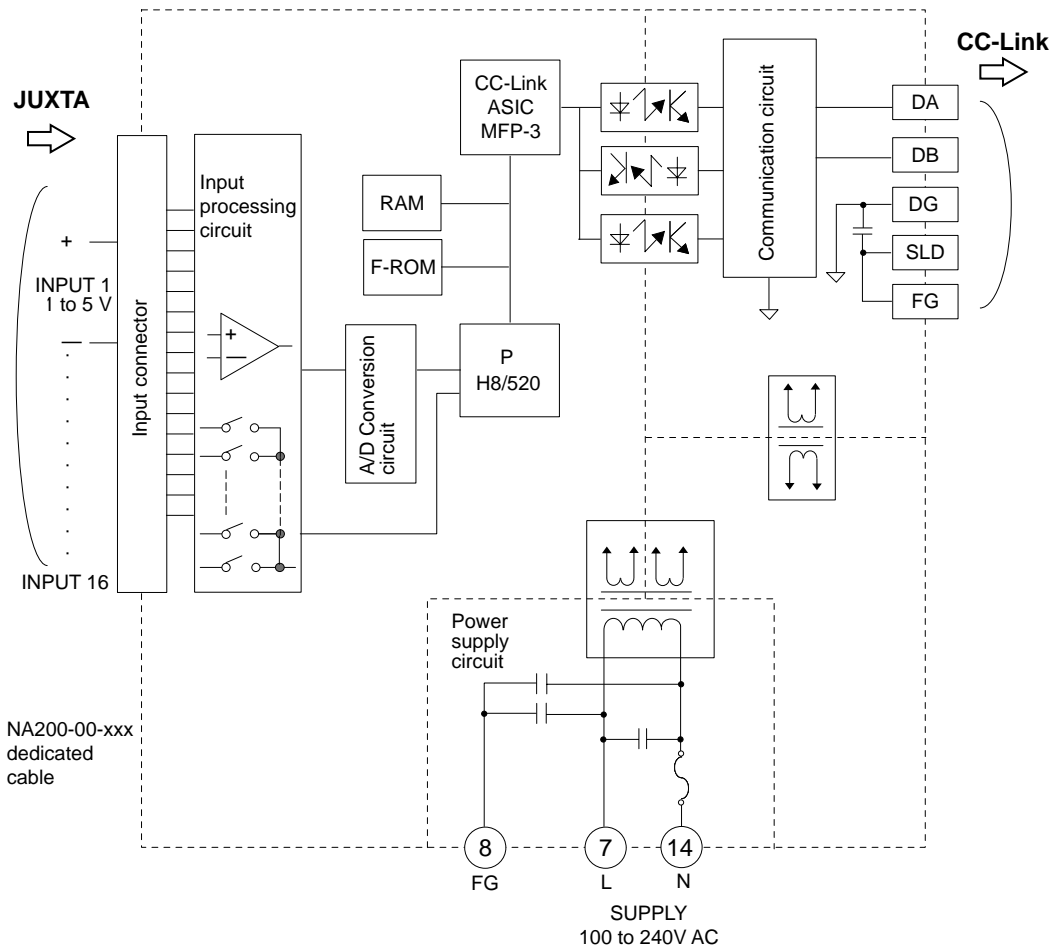 JUXTA
CC-Link
CC-Link
ASIC
MFP-3
RAM
F-ROM
Input
processing
circuit
Input connector
+
INPUT 1
1 to 5 V
—
INPUT 16
+
—
A/D Conversion
circuit
P
H8/520
Communication circuit
DA
DB
DG
SLD
FG
Power
supply
circuit
NA200-00-xxx
dedicated
cable
8
7
14
FG
L
N
SUPPLY
100 to 240V AC